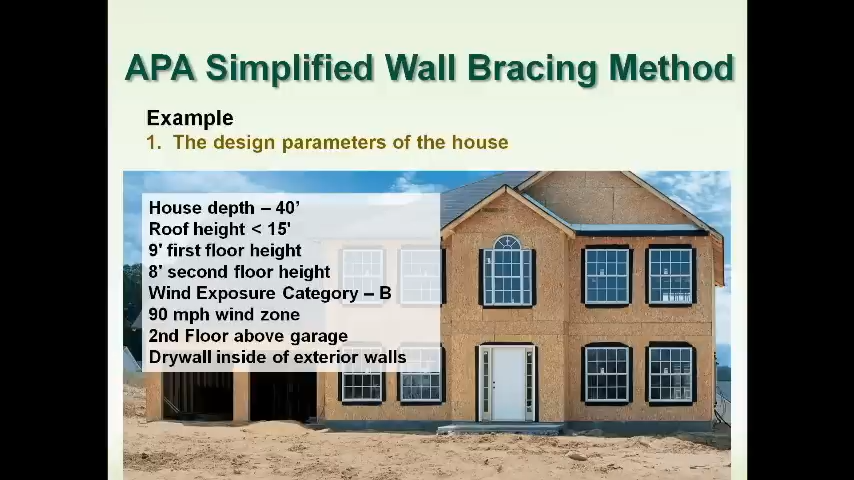 APA Simplified Wall Bracing Method
Example
1. The design parameters of the house
House depth – 40’
Roof height < 15'
9' first floor height
8' second floor height
Wind Exposure Category – B
90 mph wind zone
2nd Floor above garage
Drywall inside of exterior walls